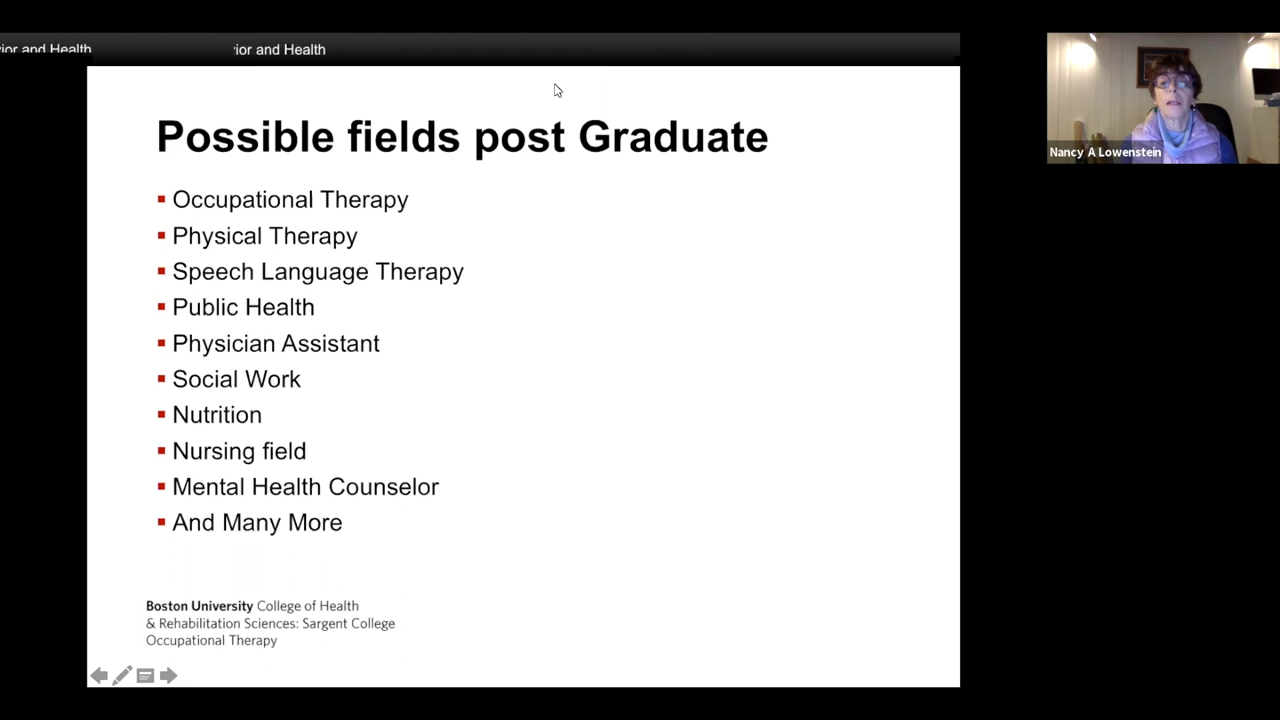 ior and Health
ior and Health
Possible fields post Graduate
Occupational Therapy
Physical Therapy
Speech Language Therapy
Public Health
Physician Assistant
Social Work
Nutrition
Nursing field
Mental Health Counselor
And Many More
Boston University College of Health
& Rehabilitation Sciences: Sargent College
Occupational Therapy
Nancy A Lowenstein